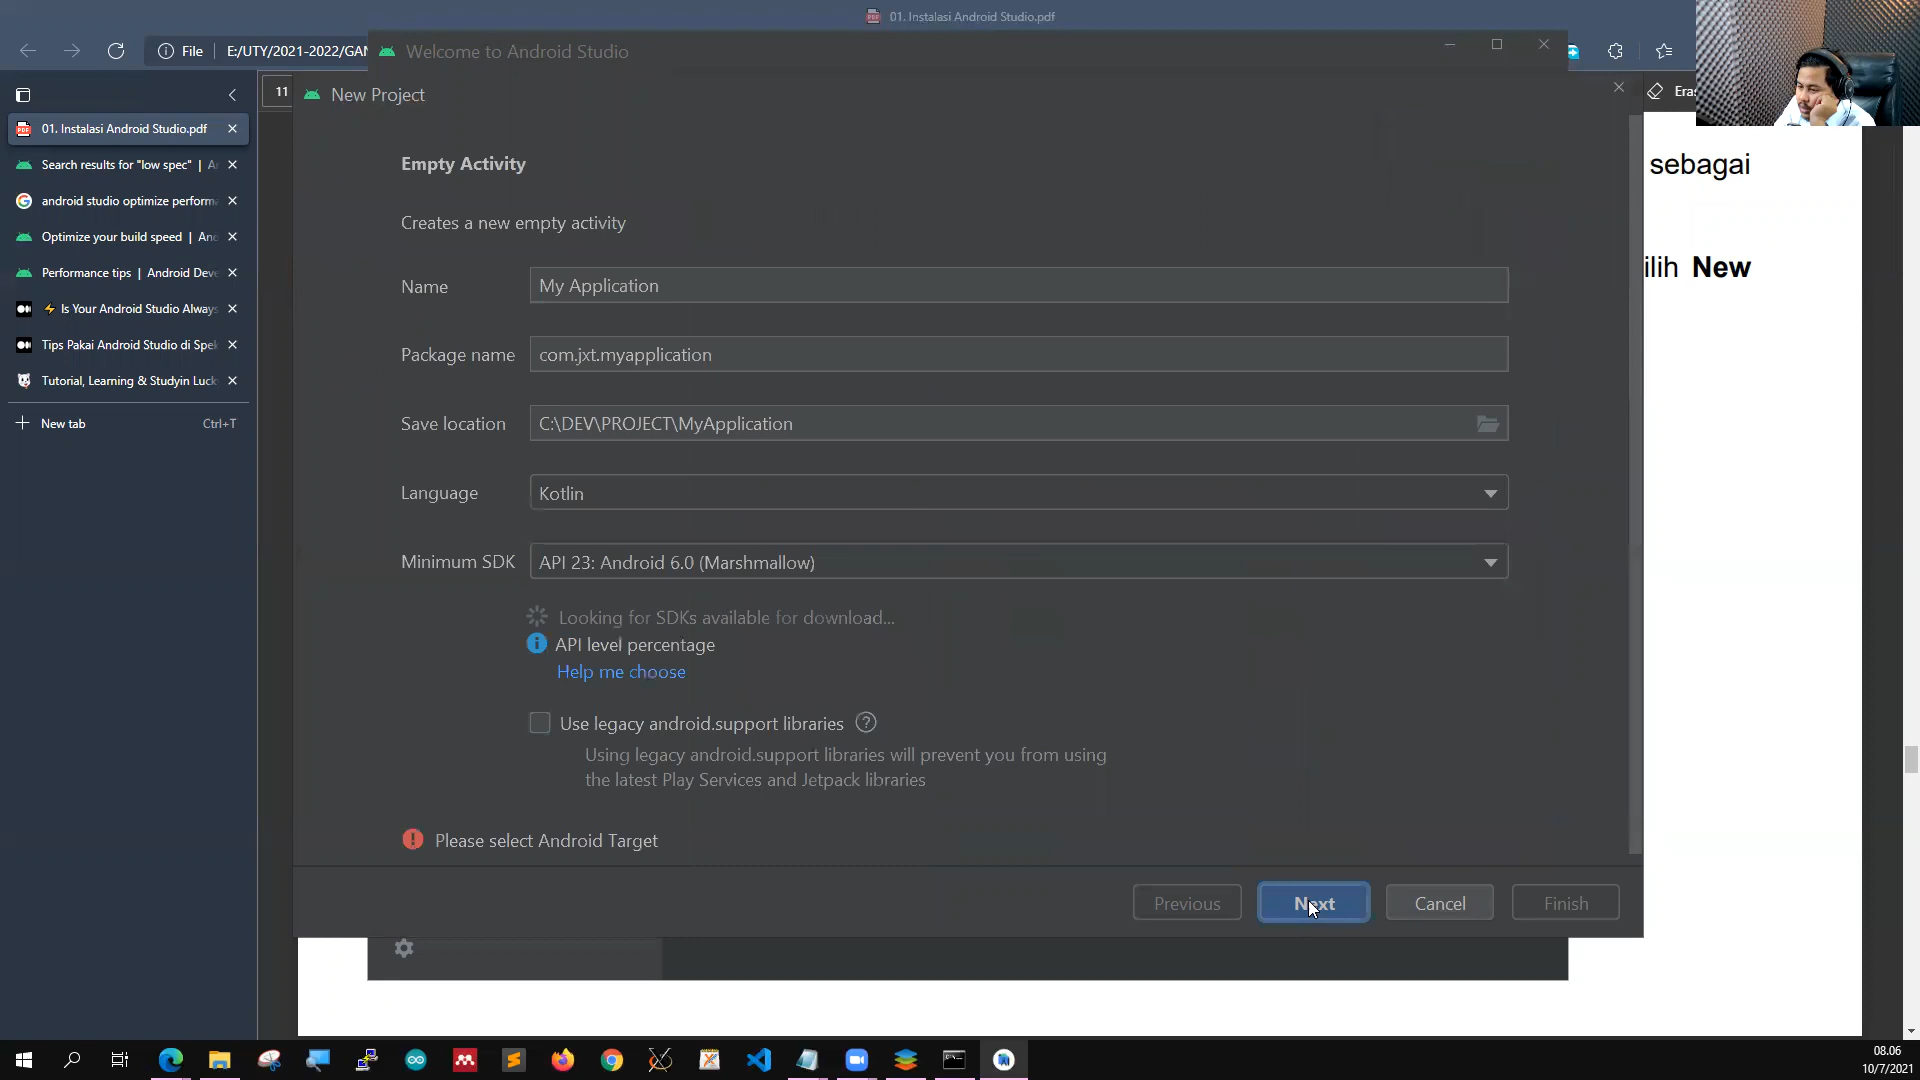 01. Instalasi Android Studio.pdf
File
E:/UTY/2021-2022/GAN
Welcome to Android Studio
11
New Project
Eras
01. Instalasi Android Studio.pdf
Search results for "low spec" | A
android studio optimize performa
Optimize your build speed | And
Performance tips | Android Deve
⚡ Is Your Android Studio Always
Tips Pakai Android Studio di Spek
Tutorial, Learning & Studyin Luck
New tab
Ctrl+T
sebagai
ilih New
Empty Activity
Creates a new empty activity
Name
My Application
Package name
com.jxt.myapplication
Save location
C:\DEV\PROJECT\MyApplication
Language
Kotlin
Minimum SDK
API 23: Android 6.0 (Marshmallow)
Looking for SDKs available for download...
API level percentage
Help me choose
Use legacy android.support libraries
Using legacy android.support libraries will prevent you from using
the latest Play Services and Jetpack libraries
Please select Android Target
Previous
Next
Cancel
Finish
08.06
10/7/2021